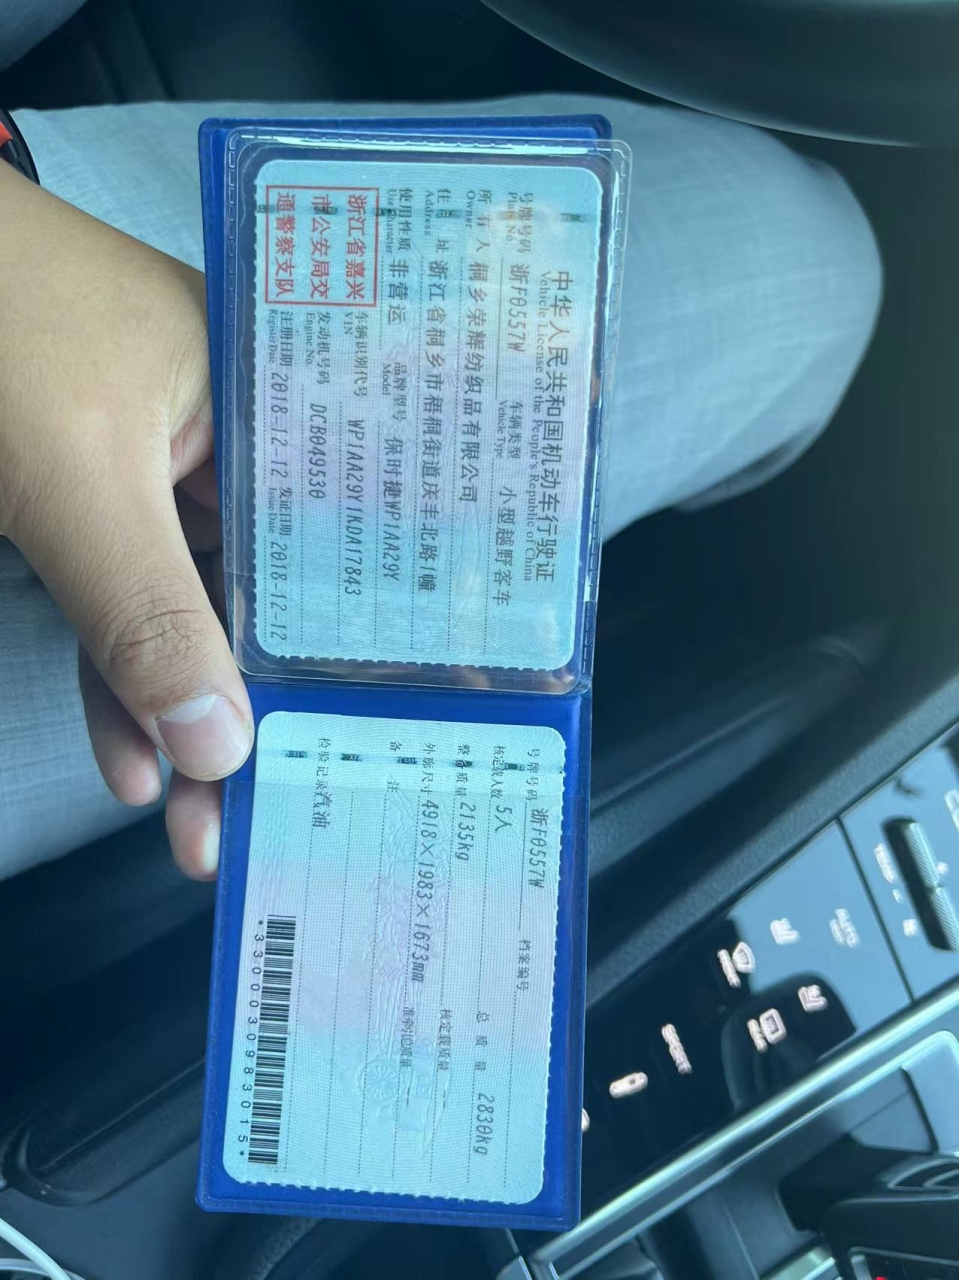 中华人民共和国机动车行驶证
Vehicle License of the People's Republic of China
号牌号码 浙F0557W 车辆类型 小型越野客车
Plate No. Vehicle Type
所有人 桐乡荣辉纺织品有限公司
Owner
住址 浙江省桐乡市梧桐街道庆丰北路1幢
Address
使用性质 非营运 品牌型号 保时捷WP1AA29Y
Use Character Model
浙江省嘉兴
市公安局交
通警察支队
车辆识别代号 WP1AA29Y1KDA17843
VIN
发动机号码 DCB049530
Engine No.
注册日期 2018-12-12 发证日期 2018-12-12
Register Date Issue Date
号牌号码 浙F0557W 档案编号
核定载人数 5人 总质量 2830kg
整备质量 2135kg 核定载质量 --
外廓尺寸 4918×1983×1673mm 准牵引总质量 --
备注
检验记录 汽油
*3300030983015*
AUTO
SPORT